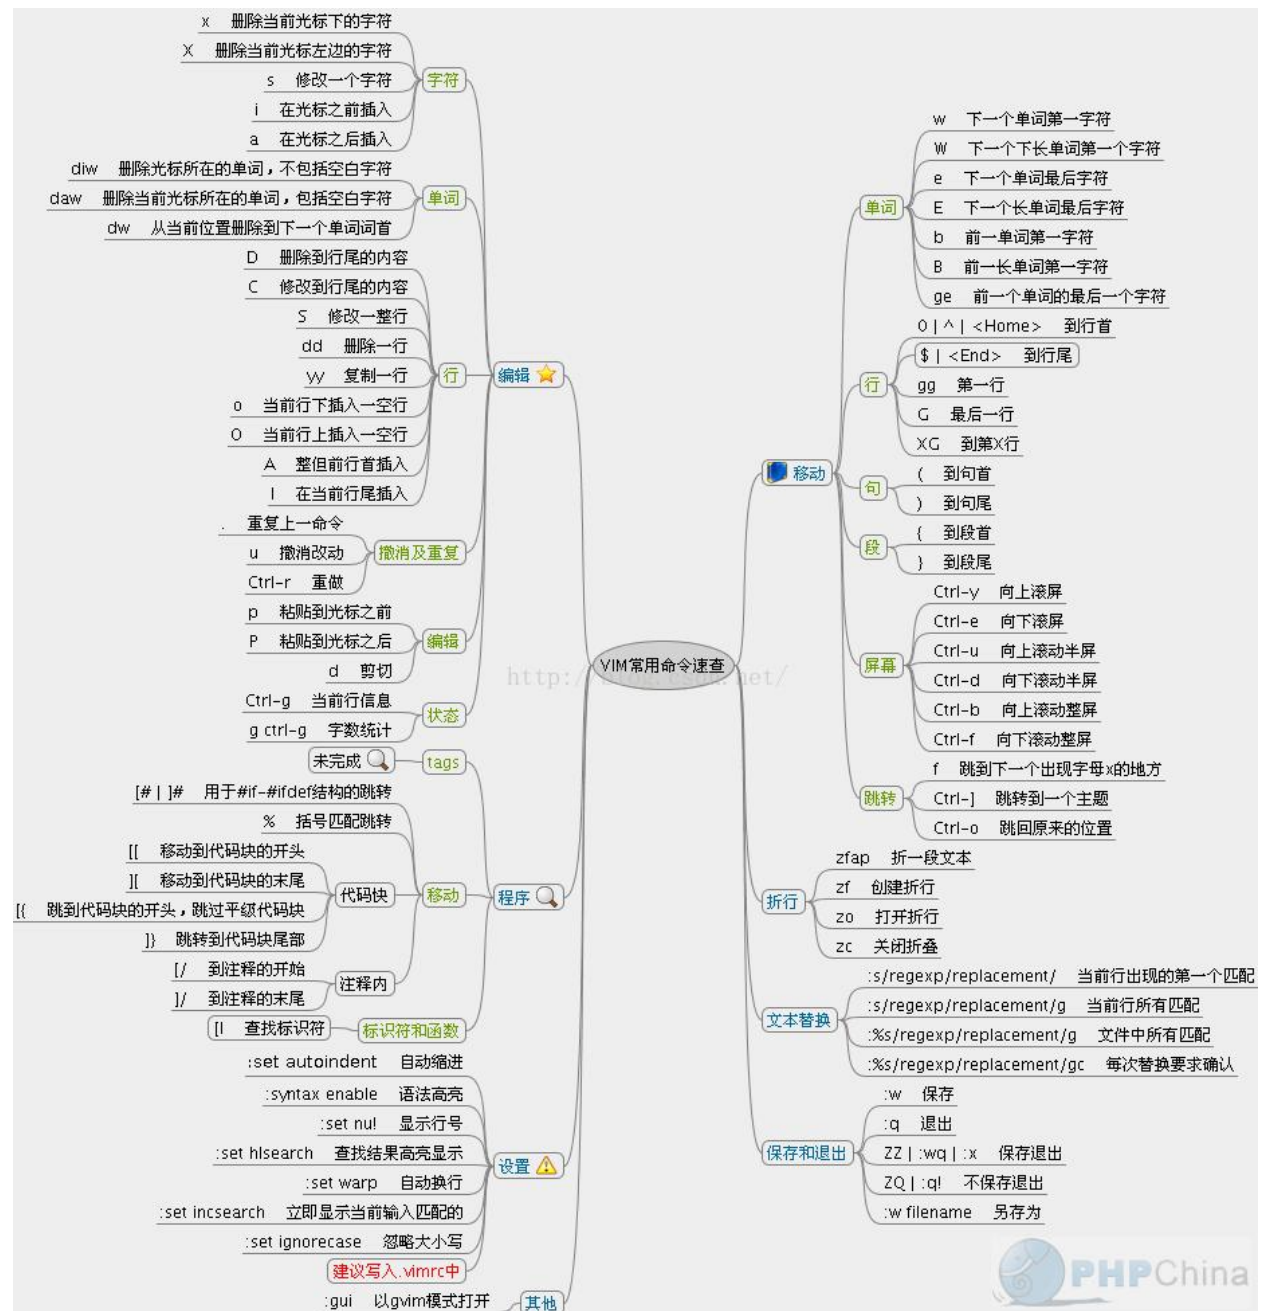 x 删除当前光标下的字符
X 删除当前光标左边的字符
s 修改一个字符
i 在光标之前插入
a 在光标之后插入
字符
diw 删除光标所在的单词，不包括空白字符
daw 删除当前光标所在的单词，包括空白字符
dw 从当前位置删除到下一个单词词首
单词
D 删除到行尾的内容
C 修改到行尾的内容
S 修改一整行
dd 删除一行
yy 复制一行
o 当前行下插入一空行
O 当前行上插入一空行
A 整但前行首插入
I 在当前行尾插入
行
编辑
. 重复上一命令
u 撤消改动
Ctrl-r 重做
撤消及重复
p 粘贴到光标之前
P 粘贴到光标之后
d 剪切
编辑
Ctrl-g 当前行信息
g ctrl-g 字数统计
状态
未完成
tags
[# | ]# 用于#if-#ifdef结构的跳转
% 括号匹配跳转
[[ 移动到代码块的开头
][ 移动到代码块的末尾
[{ 跳到代码块的开头，跳过平级代码块
]} 跳转到代码块尾部
代码块
移动
程序
[/ 到注释的开始
]/ 到注释的末尾
注释内
[I 查找标识符
标识符和函数
:set autoindent 自动缩进
:syntax enable 语法高亮
:set nu! 显示行号
:set hlsearch 查找结果高亮显示
:set warp 自动换行
:set incsearch 立即显示当前输入匹配的
:set ignorecase 忽略大小写
建议写入.vimrc中
设置
:gui 以gvim模式打开
其他
VIM常用命令速查
http://blog.csdn.net/
w 下一个单词第一字符
W 下一个下长单词第一个字符
e 下一个单词最后字符
E 下一个长单词最后字符
b 前一单词第一字符
B 前一长单词第一字符
ge 前一个单词的最后一个字符
单词
0 | ^ | <Home> 到行首
$ | <End> 到行尾
gg 第一行
G 最后一行
XG 到第X行
行
移动
( 到句首
) 到句尾
句
{ 到段首
} 到段尾
段
Ctrl-y 向上滚屏
Ctrl-e 向下滚屏
Ctrl-u 向上滚动半屏
Ctrl-d 向下滚动半屏
Ctrl-b 向上滚动整屏
Ctrl-f 向下滚动整屏
屏幕
f 跳到下一个出现字母x的地方
Ctrl-] 跳转到一个主题
Ctrl-o 跳回原来的位置
跳转
zfap 折一段文本
zf 创建折行
zo 打开折行
zc 关闭折叠
折行
:s/regexp/replacement/ 当前行出现的第一个匹配
:s/regexp/replacement/g 当前行所有匹配
:%s/regexp/replacement/g 文件中所有匹配
:%s/regexp/replacement/gc 每次替换要求确认
文本替换
:w 保存
:q 退出
ZZ | :wq | :x 保存退出
ZQ | :q! 不保存退出
:w filename 另存为
保存和退出
PHPChina